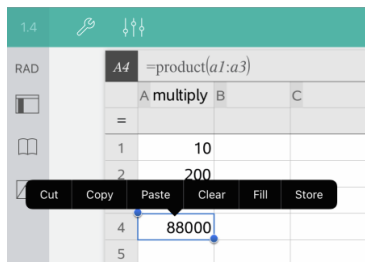 1.4
RAD
A4 =product(a1:a3)
A multiply B C
=
1 10
2 200
Cut Copy Paste Clear Fill Store
4 88000
5